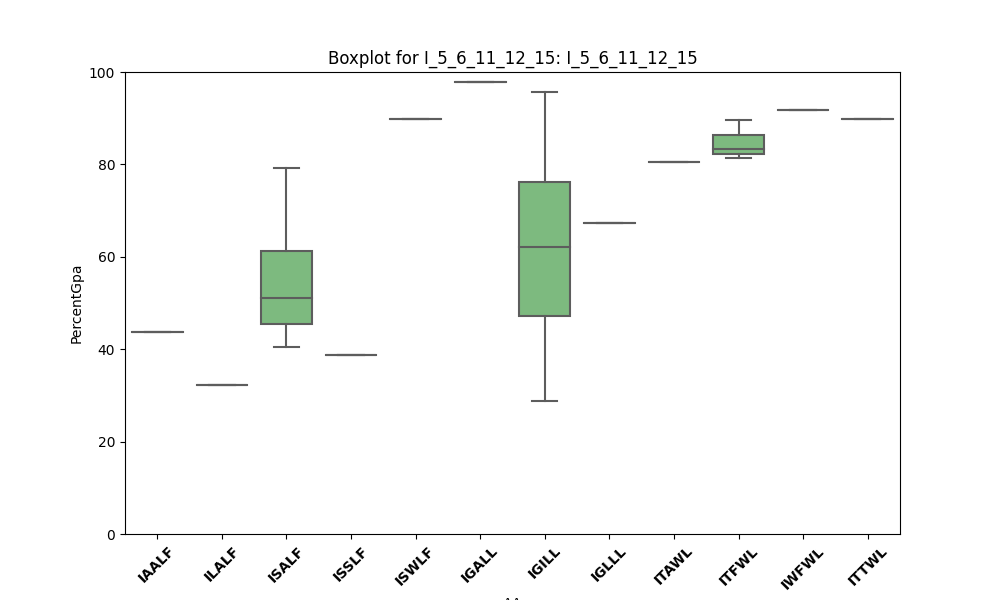 Boxplot for I_5_6_11_12_15: I_5_6_11_12_15
100
80
60
40
20
0
PercentGpa
IAALF
ILALF
ISALF
ISSLF
ISWLF
IGALL
IGILL
IGLLL
ITAWL
ITFWL
IWFWL
ITTWL